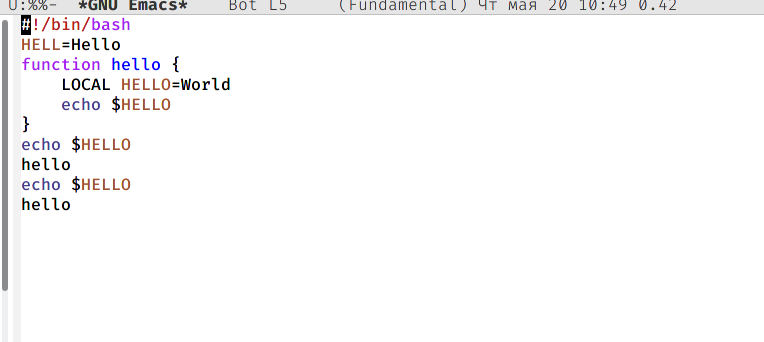 U:%%-  *GNU Emacs*    Bot L5     (Fundamental) Чт мая 20 10:49 0.42
#!/bin/bash
HELL=Hello
function hello {
    LOCAL HELLO=World
    echo $HELLO
}
echo $HELLO
hello
echo $HELLO
hello